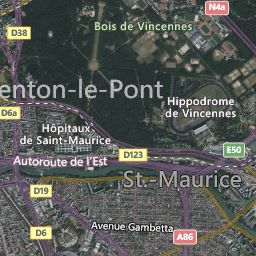 N4a
D38
Bois de Vincennes
enton-le-Pont
Hippodrome
de Vincennes
D6a
Hôpitaux
de Saint-Maurice
E50
D123
Autoroute de l'Est
St.-Maurice
D19
Avenue Gambetta
D6
A86